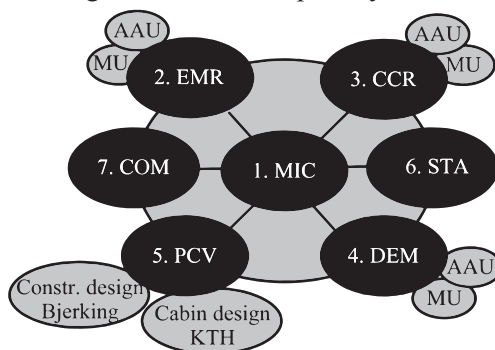 AAU
MU
2. EMR
AAU
MU
3. CCR
7. COM
1. MIC
6. STA
5. PCV
4. DEM
AAU
MU
Constr. design
Bjerking
Cabin design
KTH